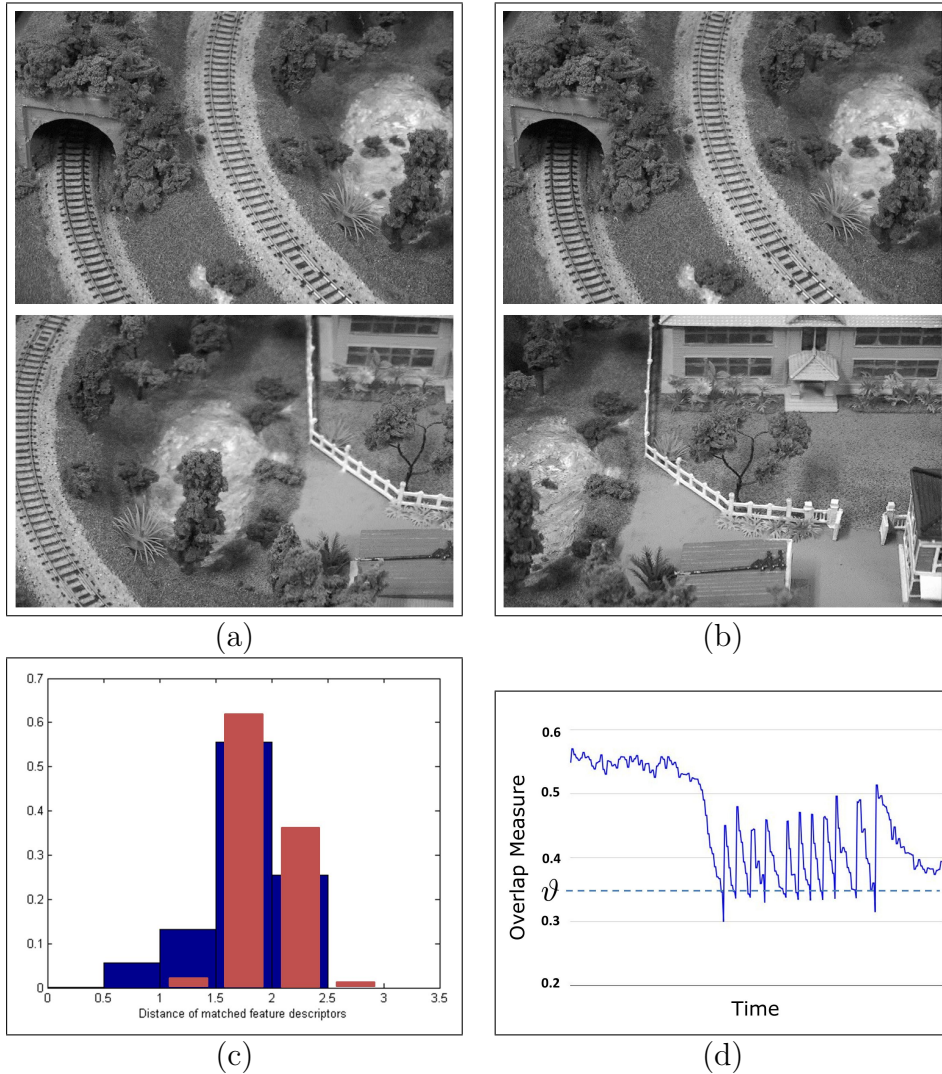 (a)
(b)
0.7
0.6
0.5
0.4
0.3
0.2
0.1
0
0 0.5 1 1.5 2 2.5 3 3.5
Distance of matched feature descriptors
(c)
0.6
0.5
0.4
ϑ
0.3
0.2
Overlap Measure
Time
(d)